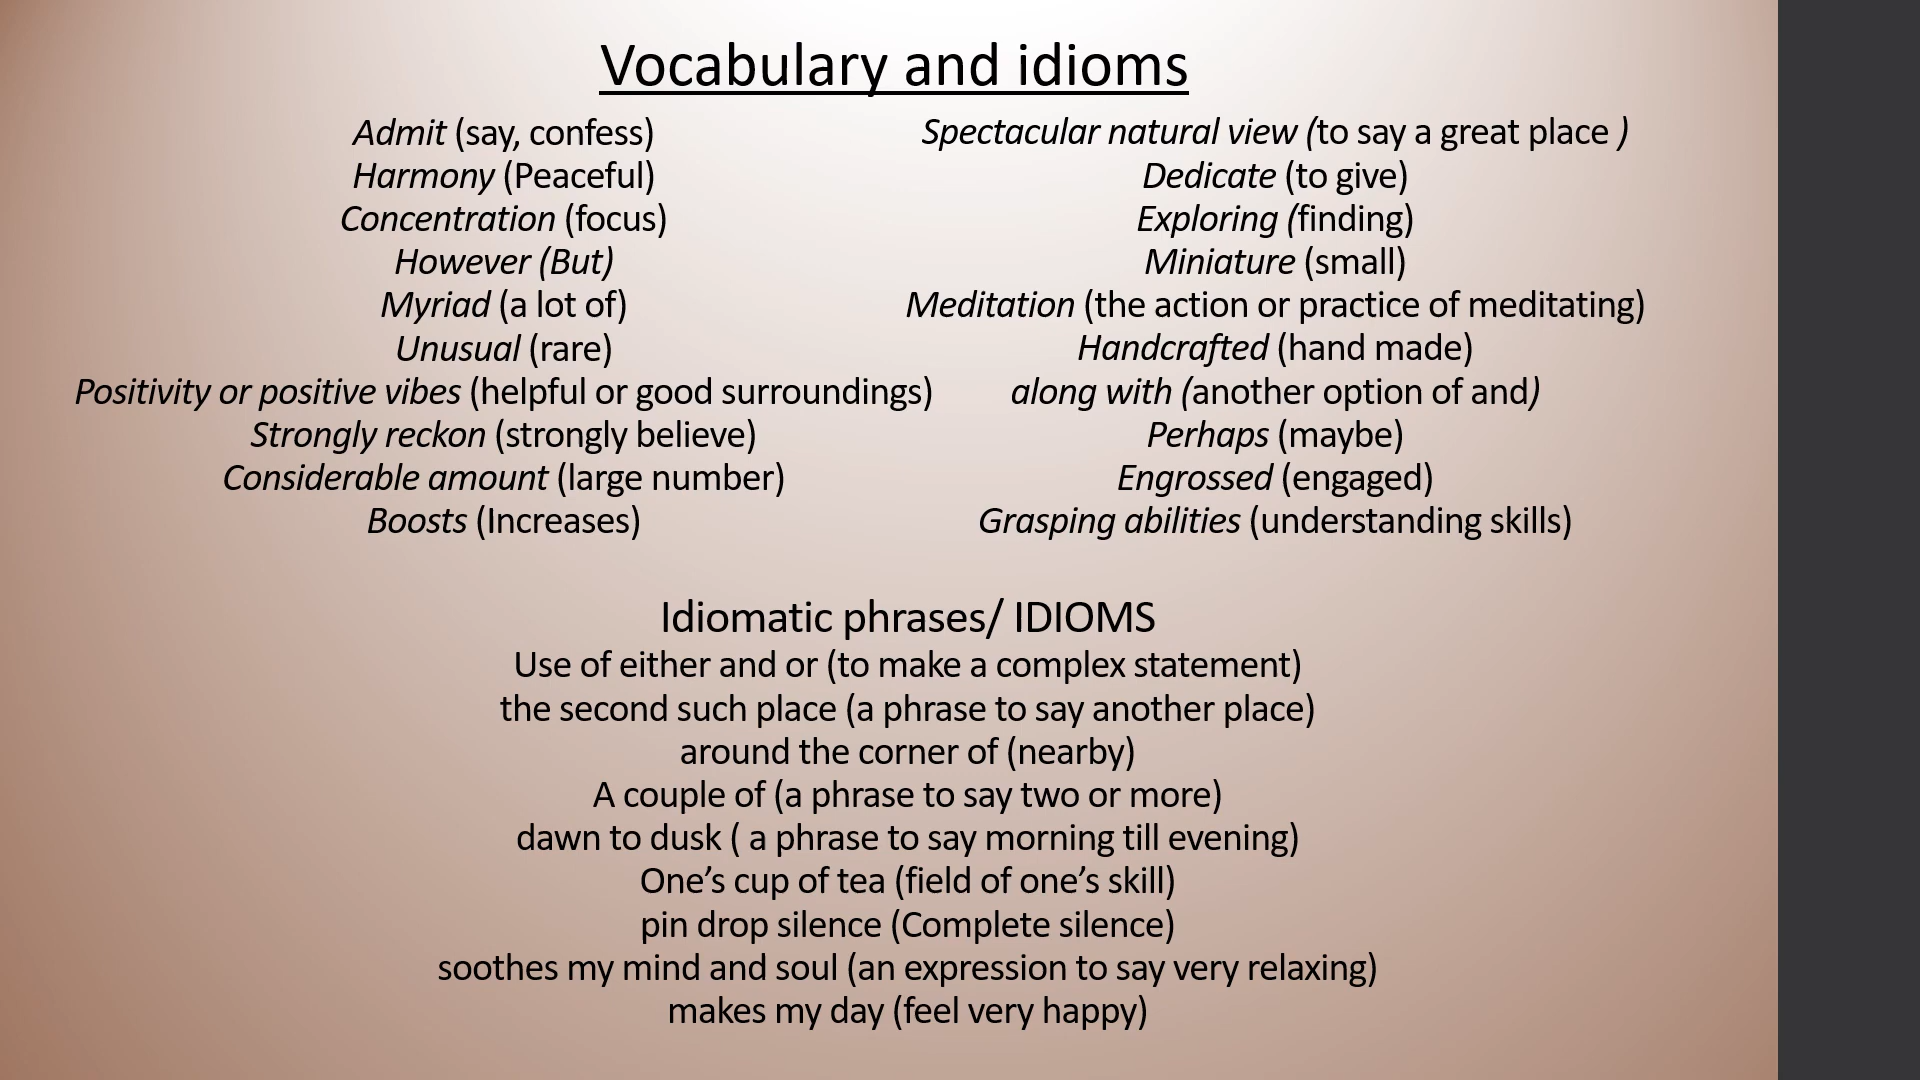 Vocabulary and idioms
Admit (say, confess)
Harmony (Peaceful)
Concentration (focus)
However (But)
Myriad (a lot of)
Unusual (rare)
Positivity or positive vibes (helpful or good surroundings)
Strongly reckon (strongly believe)
Considerable amount (large number)
Boosts (Increases)
Spectacular natural view (to say a great place )
Dedicate (to give)
Exploring (finding)
Miniature (small)
Meditation (the action or practice of meditating)
Handcrafted (hand made)
along with (another option of and)
Perhaps (maybe)
Engrossed (engaged)
Grasping abilities (understanding skills)
Idiomatic phrases/ IDIOMS
Use of either and or (to make a complex statement)
the second such place (a phrase to say another place)
around the corner of (nearby)
A couple of (a phrase to say two or more)
dawn to dusk ( a phrase to say morning till evening)
One’s cup of tea (field of one’s skill)
pin drop silence (Complete silence)
soothes my mind and soul (an expression to say very relaxing)
makes my day (feel very happy)